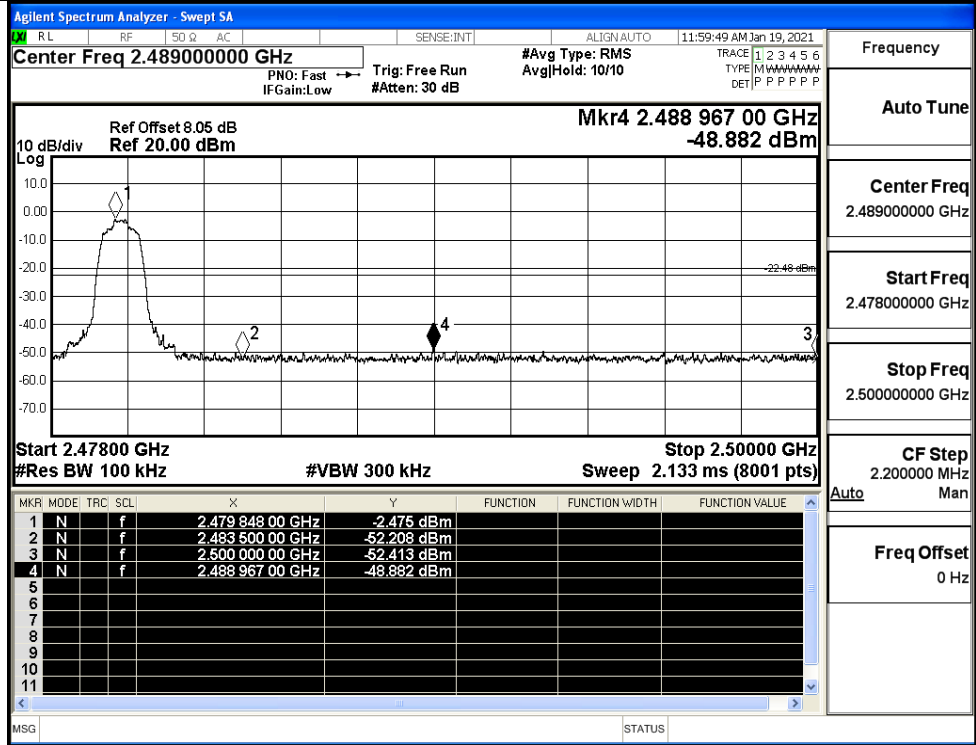 Agilent Spectrum Analyzer - Swept SA
LXI RL RF 50 Ω AC SENSE:INT ALIGNAUTO 11:59:49 AM Jan 19, 2021
Center Freq 2.489000000 GHz
PNO: Fast
IFGain:Low
Trig: Free Run
#Atten: 30 dB
#Avg Type: RMS
Avg|Hold: 10/10
TRACE 1 2 3 4 5 6
TYPE M W W W W W
DET P P P P P P
Mkr4 2.488 967 00 GHz
-48.882 dBm
Ref Offset 8.05 dB
10 dB/div Ref 20.00 dBm
Log
10.0
0.00
-10.0
-20.0
-30.0
-40.0
-50.0
-60.0
-70.0
1
2
4
3
-22.48 dBm
Start 2.47800 GHz Stop 2.50000 GHz
#Res BW 100 kHz #VBW 300 kHz Sweep 2.133 ms (8001 pts)
MKR MODE TRC SCL X Y FUNCTION FUNCTION WIDTH FUNCTION VALUE
1 N f 2.479 848 00 GHz -2.475 dBm
2 N f 2.483 500 00 GHz -52.208 dBm
3 N f 2.500 000 00 GHz -52.413 dBm
4 N f 2.488 967 00 GHz -48.882 dBm
5
6
7
8
9
10
11
MSG STATUS
Frequency
Auto Tune
Center Freq
2.489000000 GHz
Start Freq
2.478000000 GHz
Stop Freq
2.500000000 GHz
CF Step
2.200000 MHz
Auto Man
Freq Offset
0 Hz